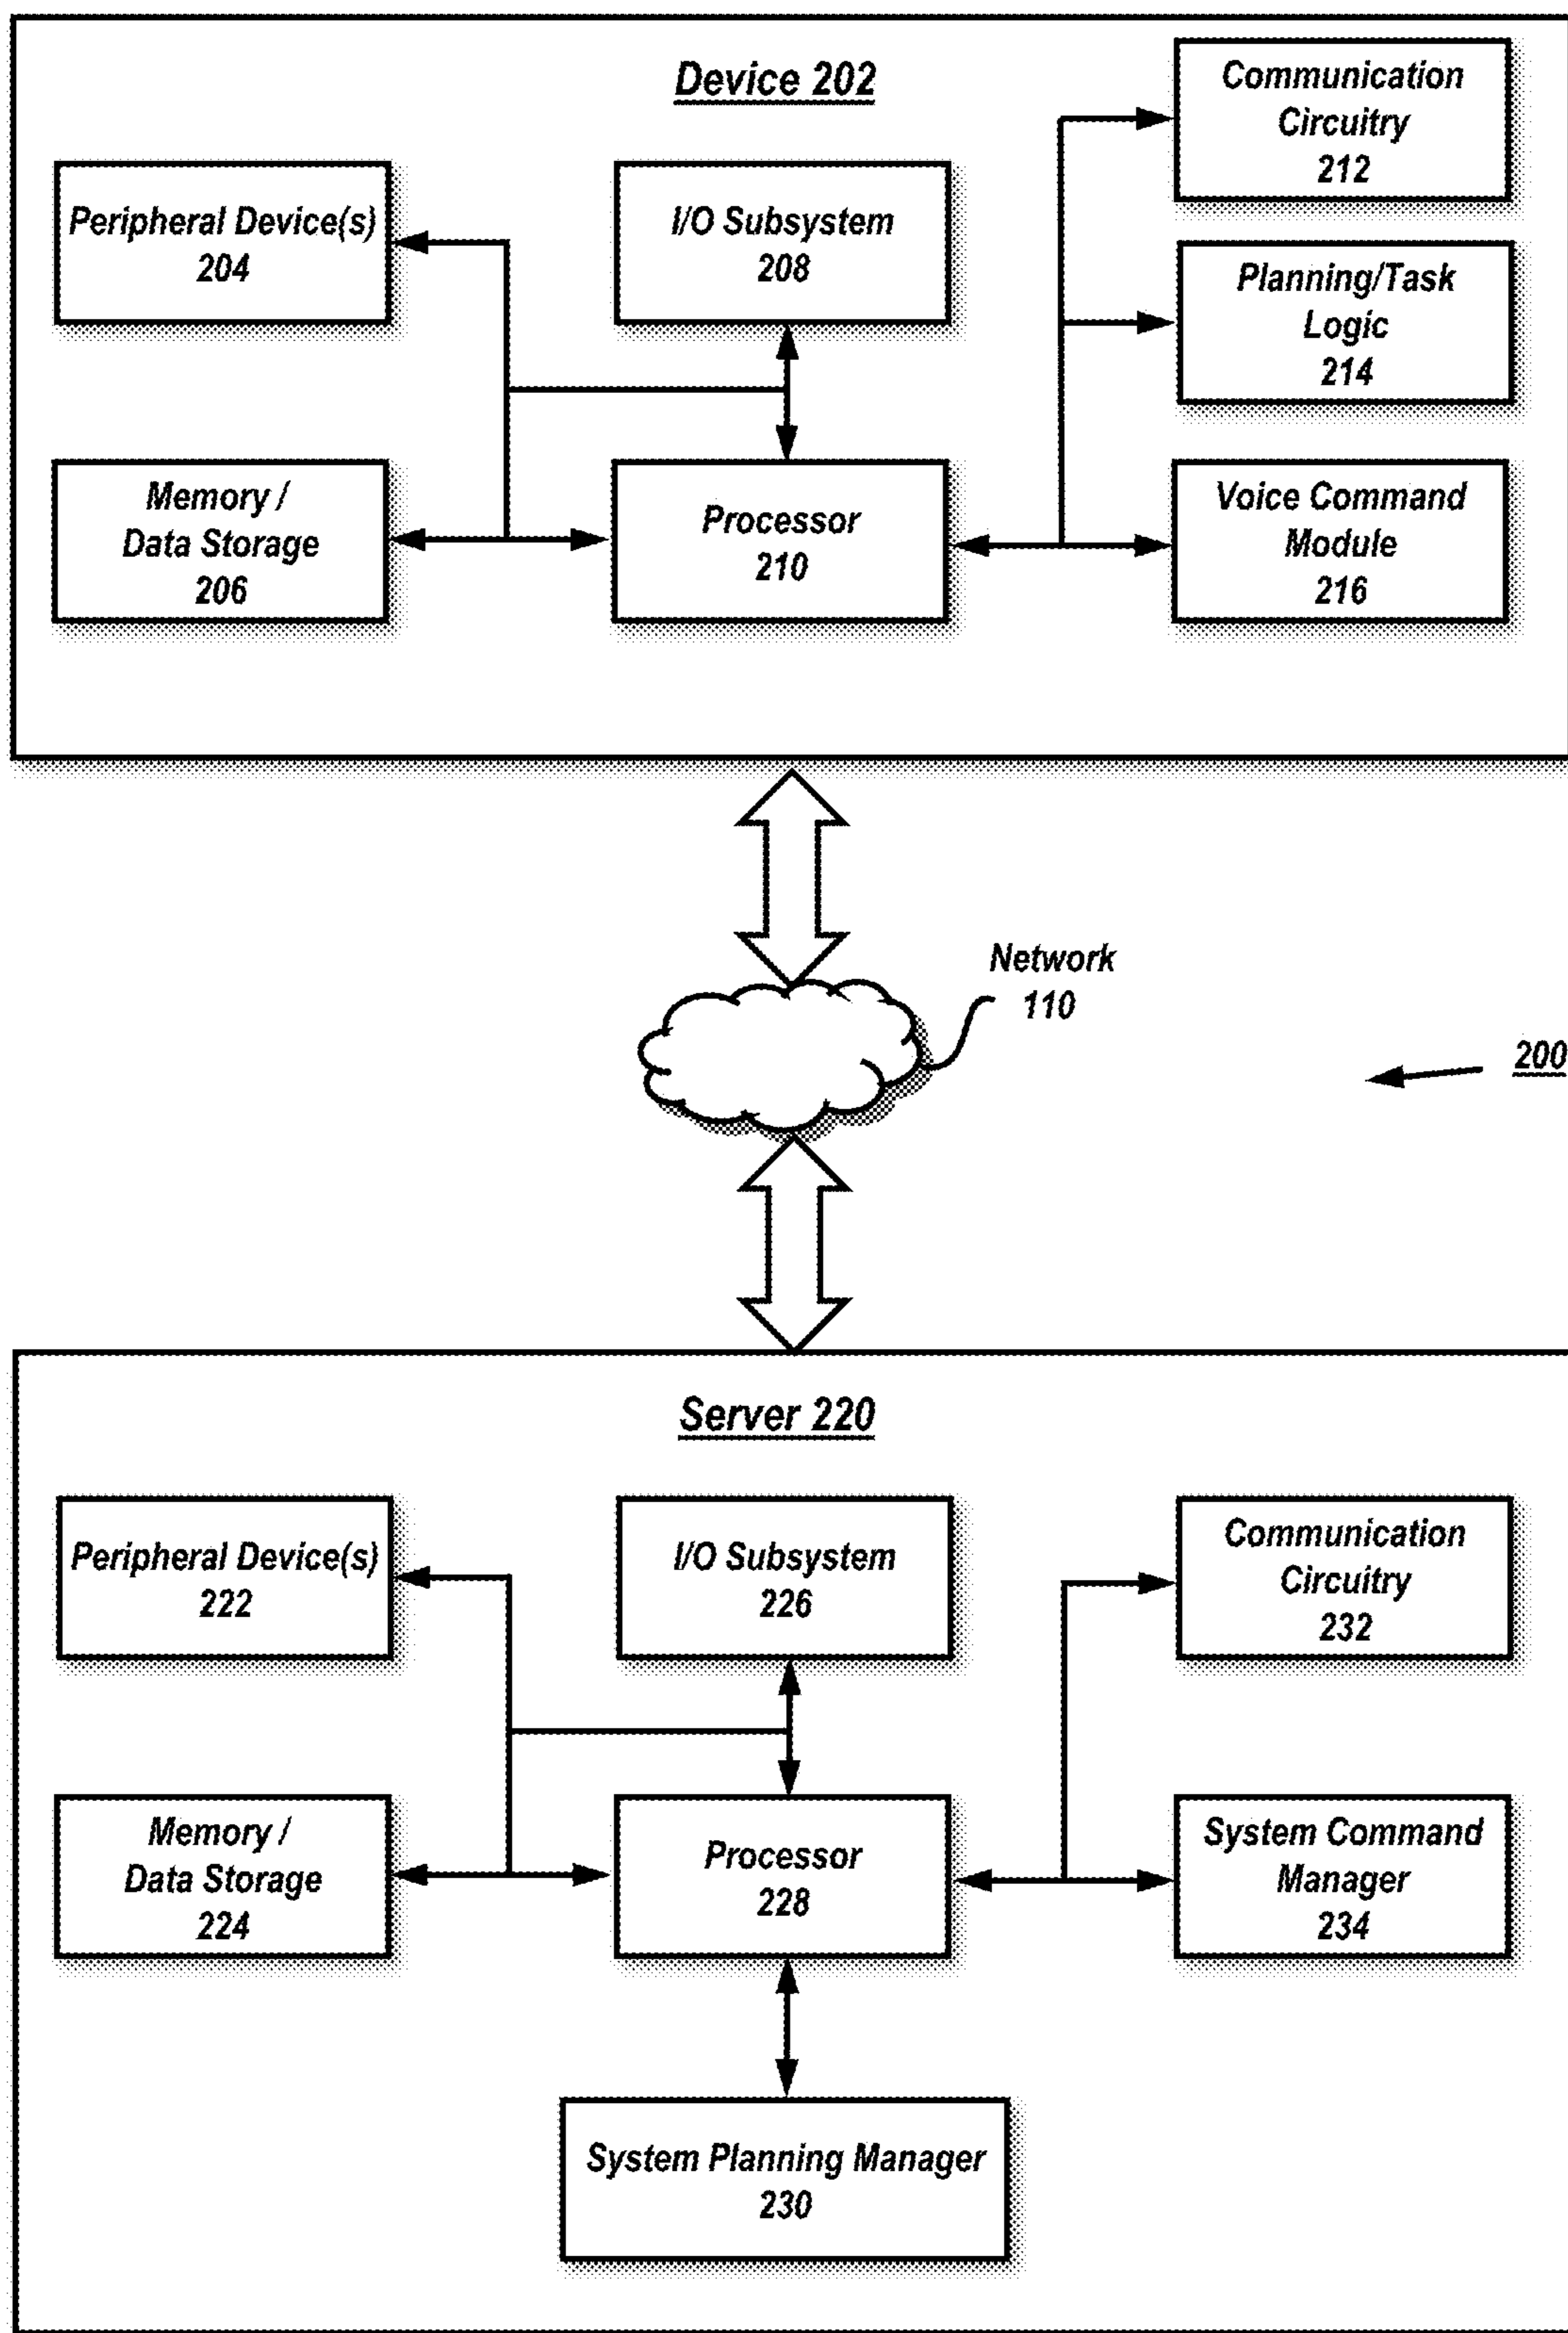 Device 202
Communication
Circuitry
212
Peripheral Device(s)
204
I/O Subsystem
208
Planning/Task
Logic
214
Memory /
Data Storage
206
Processor
210
Voice Command
Module
216
Network
110
200
Server 220
Peripheral Device(s)
222
I/O Subsystem
226
Communication
Circuitry
232
Memory /
Data Storage
224
Processor
228
System Command
Manager
234
System Planning Manager
230